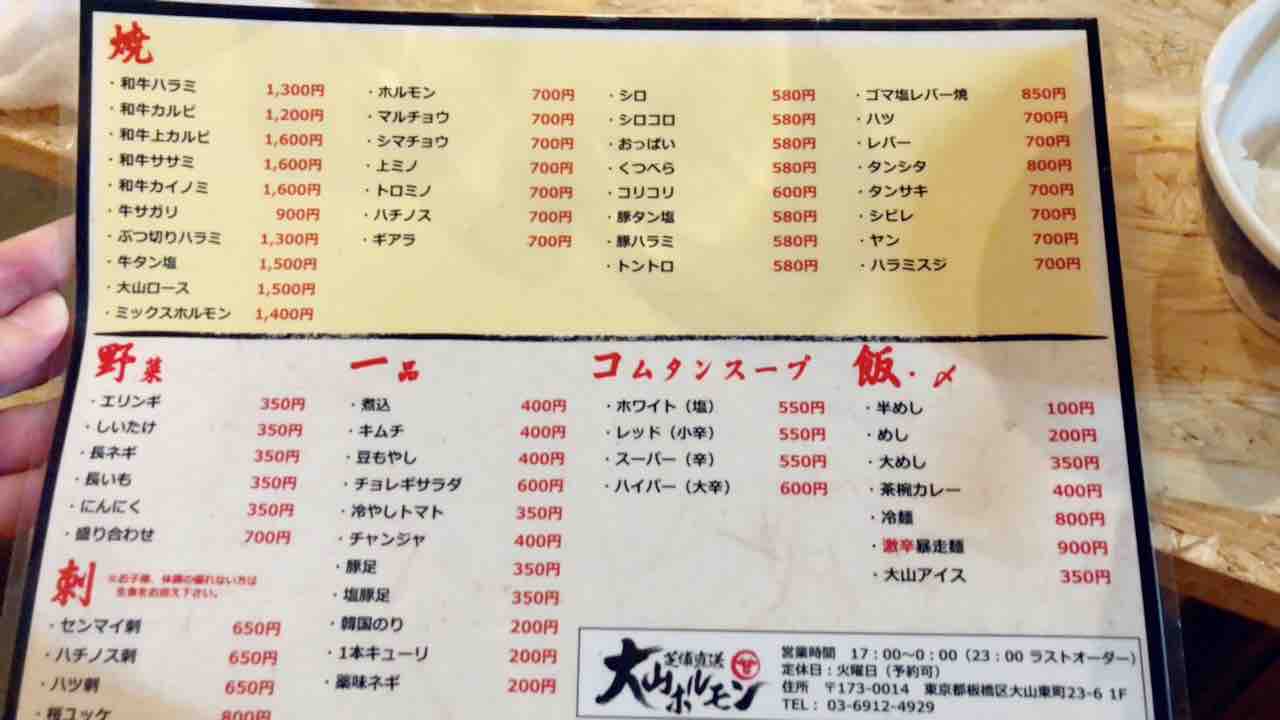 焼
・和牛ハラミ 1,300円
・和牛カルビ 1,200円
・和牛上カルビ 1,600円
・和牛ササミ 1,600円
・和牛カイノミ 1,600円
・牛サガリ 900円
・ぶつ切りハラミ 1,300円
・牛タン塩 1,500円
・大山ロース 1,500円
・ミックスホルモン 1,400円
・ホルモン 700円
・マルチョウ 700円
・シマチョウ 700円
・上ミノ 700円
・トロミノ 700円
・ハチノス 700円
・ギアラ 700円
・シロ 580円
・シロコロ 580円
・おっぱい 580円
・くつべら 580円
・コリコリ 600円
・豚タン塩 580円
・豚ハラミ 580円
・トントロ 580円
・ゴマ塩レバー焼 850円
・ハツ 700円
・レバー 700円
・タンシタ 800円
・タンサキ 700円
・シビレ 700円
・ヤン 700円
・ハラミスジ 700円
野菜
・エリンギ 350円
・しいたけ 350円
・長ネギ 350円
・長いも 350円
・にんにく 350円
・盛り合わせ 700円
刺
※お子様、体調の優れない方は
生食をお控え下さい。
・センマイ刺 650円
・ハチノス刺 650円
・ハツ刺 650円
・桜ユッケ 800円
一品
・煮込 400円
・キムチ 400円
・豆もやし 400円
・チョレギサラダ 600円
・冷やしトマト 350円
・チャンジャ 400円
・豚足 350円
・塩豚足 350円
・韓国のり 200円
・1本キューリ 200円
・薬味ネギ 200円
コムタンスープ
・ホワイト（塩） 550円
・レッド（小辛） 550円
・スーパー（辛） 550円
・ハイパー（大辛） 600円
飯・〆
・半めし 100円
・めし 200円
・大めし 350円
・茶椀カレー 400円
・冷麺 800円
・激辛暴走麺 900円
・大山アイス 350円
芝浦直送
大山ホルモン
営業時間 17：00～0：00（23：00 ラストオーダー）
定休日：火曜日（予約可）
住所 〒173-0014 東京都板橋区大山東町23-6 1F
TEL： 03-6912-4929